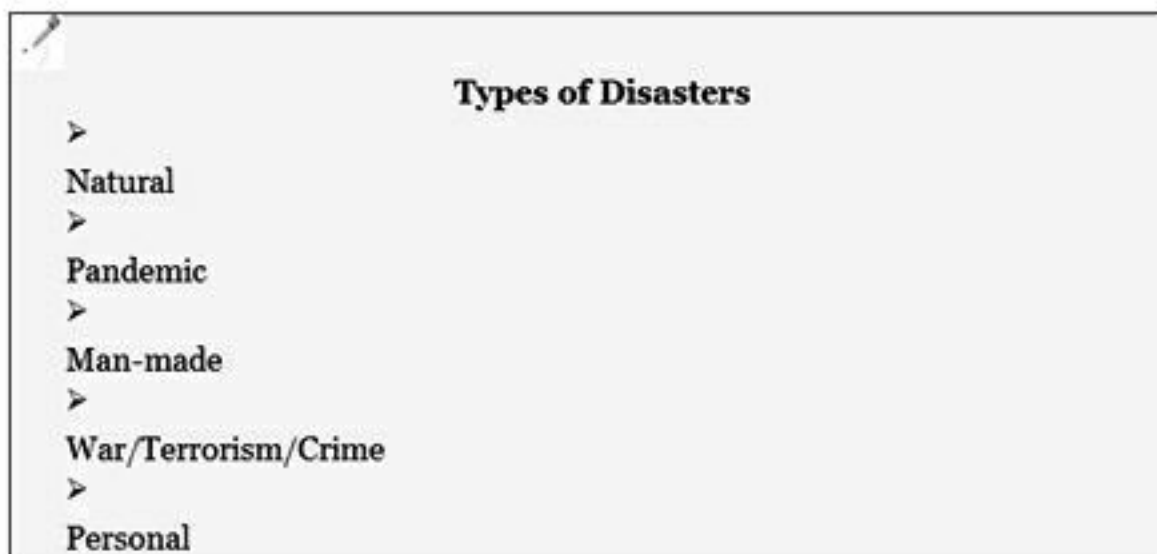 Types of Disasters
➢
Natural
➢
Pandemic
➢
Man-made
➢
War/Terrorism/Crime
➢
Personal